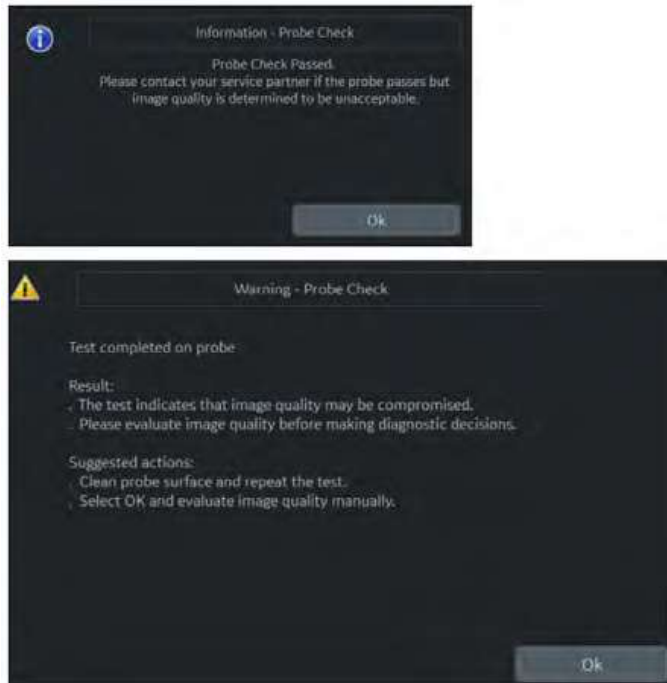 Information - Probe Check
Probe Check Passed.
Please contact your service partner if the probe passes but
image quality is determined to be unacceptable.
Ok
Warning - Probe Check
Test completed on probe
Result:
. The test indicates that image quality may be compromised.
. Please evaluate image quality before making diagnostic decisions.
Suggested actions:
. Clean probe surface and repeat the test.
. Select OK and evaluate image quality manually.
Ok